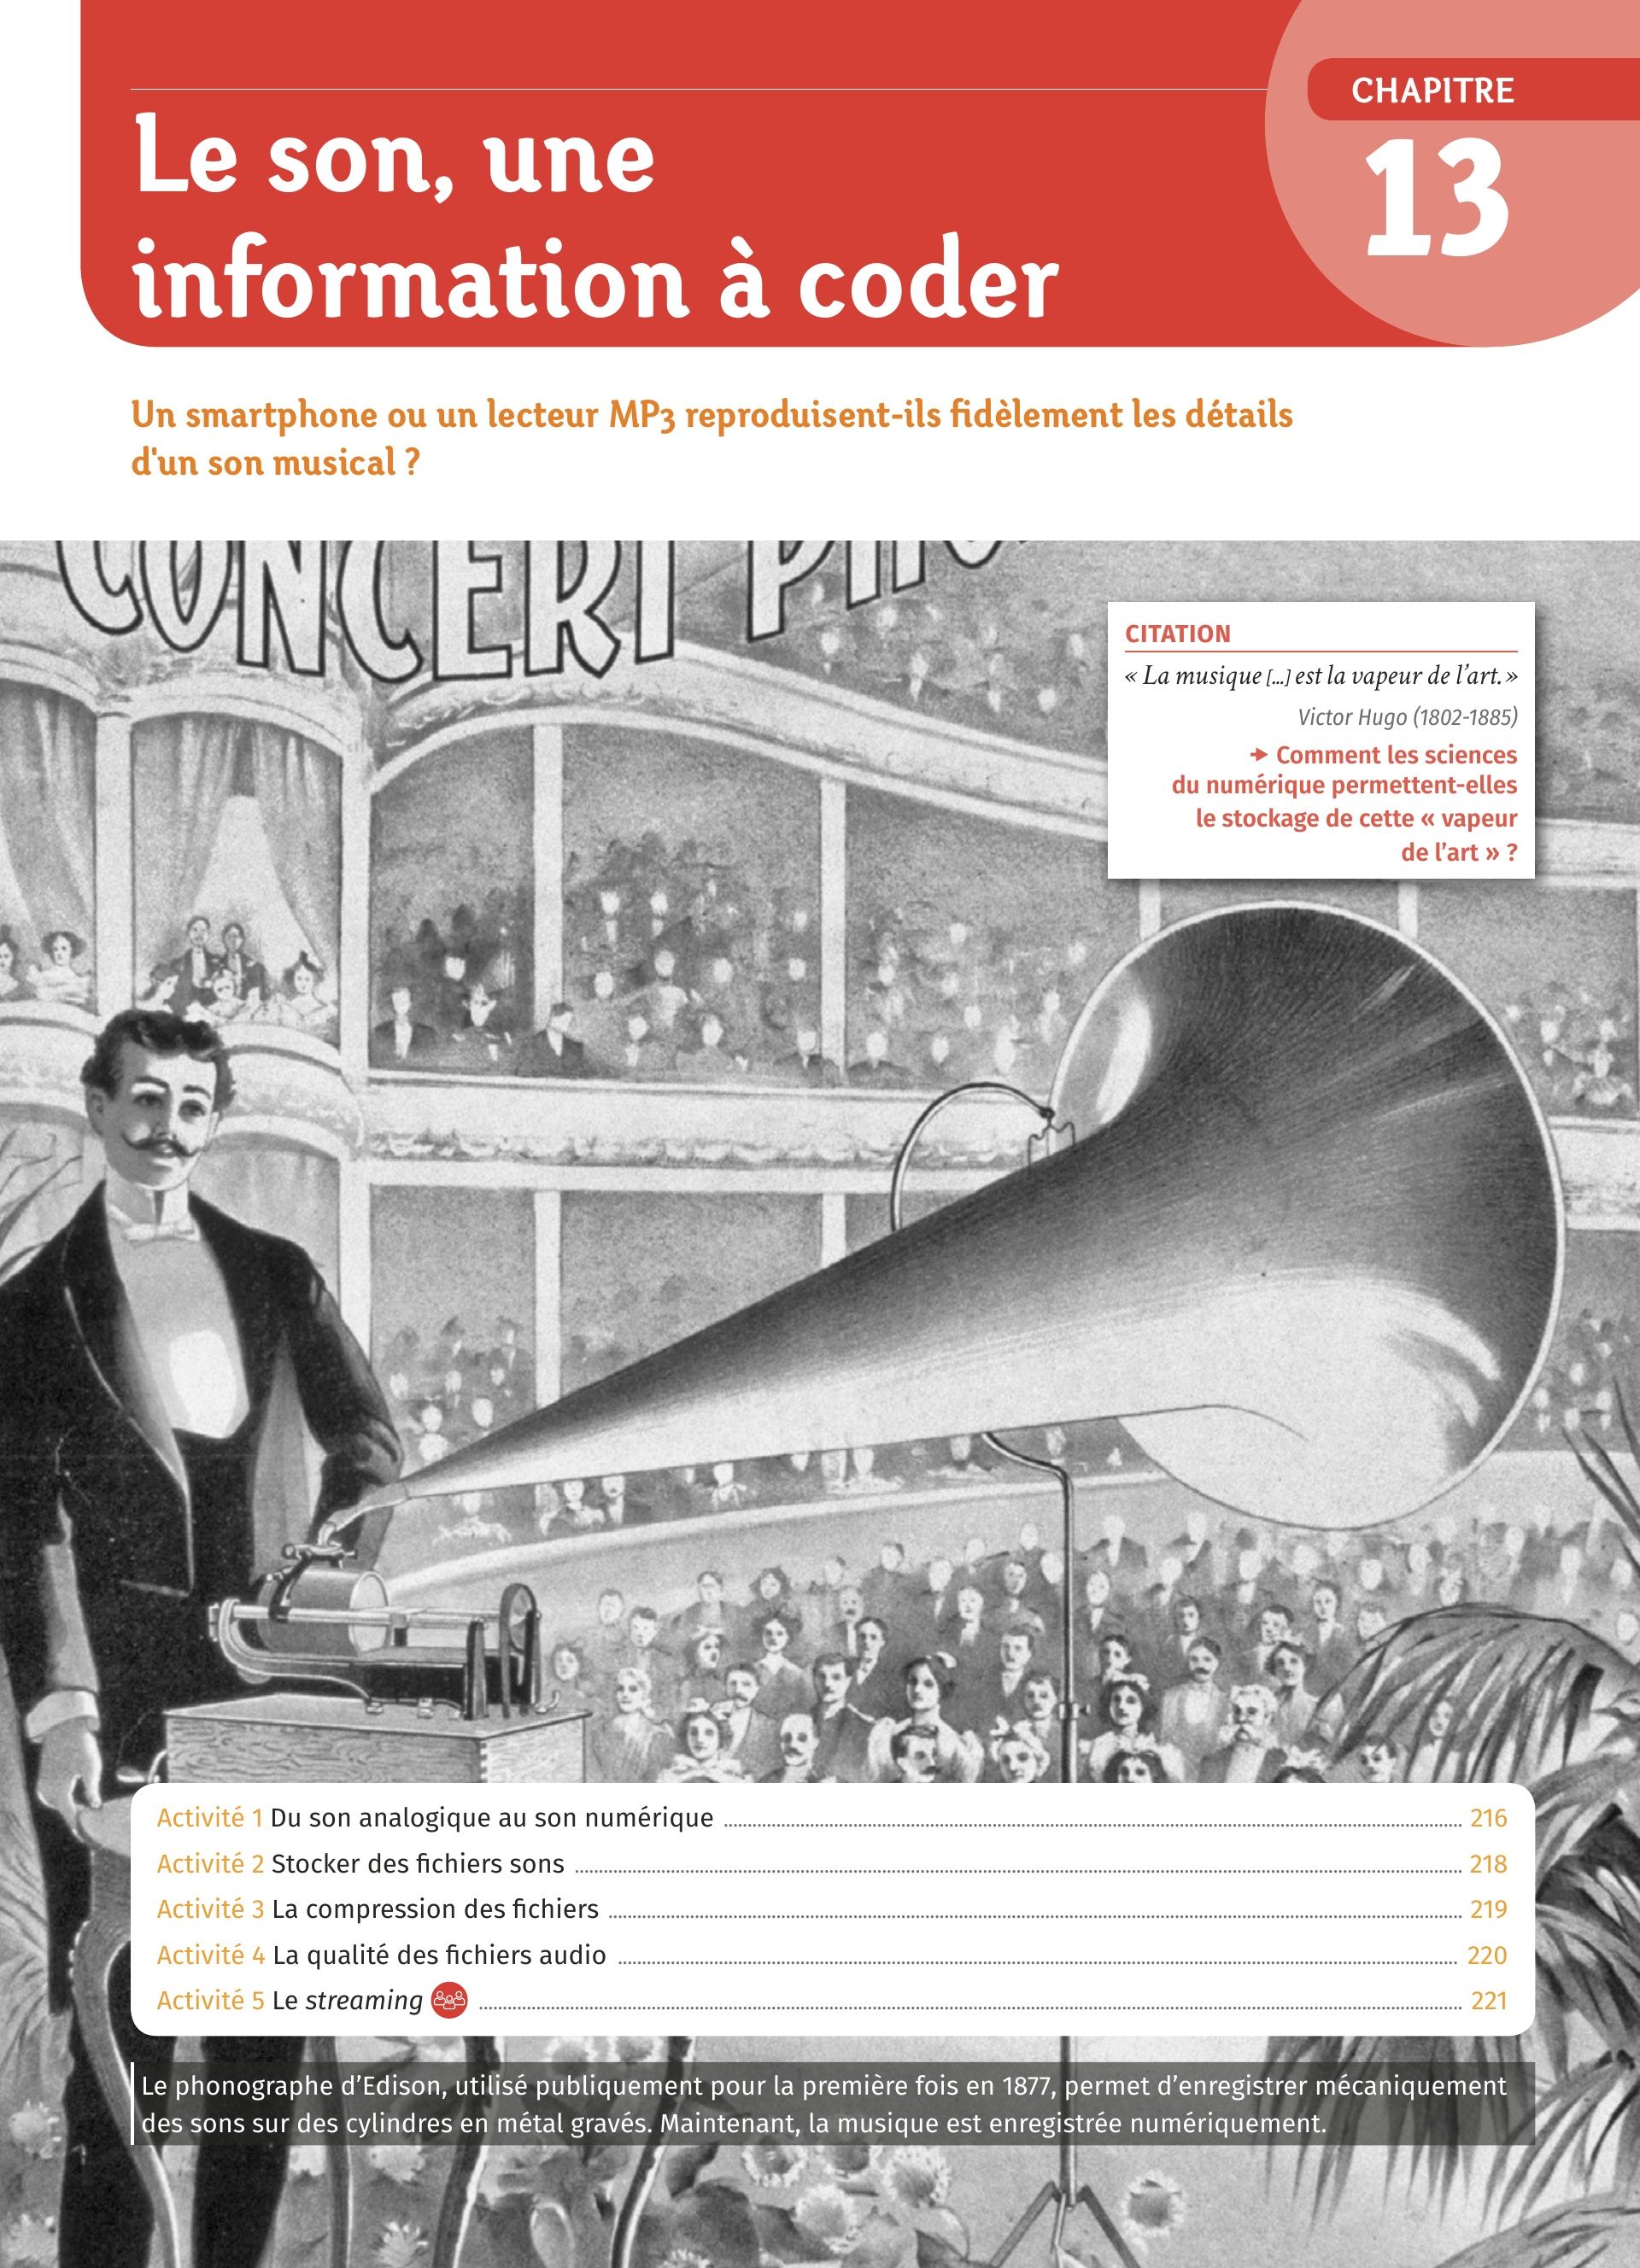 CHAPITRE
13
Le son, une
information à coder
Un smartphone ou un lecteur MP3 reproduisent-ils fidèlement les détails
d'un son musical ?
CONCERT
CITATION
« La musique [...] est la vapeur de l’art. »
Victor Hugo (1802-1885)
➜ Comment les sciences
du numérique permettent-elles
le stockage de cette « vapeur
de l’art » ?
Activité 1 Du son analogique au son numérique 216
Activité 2 Stocker des fichiers sons 218
Activité 3 La compression des fichiers 219
Activité 4 La qualité des fichiers audio 220
Activité 5 Le streaming 221
Le phonographe d’Edison, utilisé publiquement pour la première fois en 1877, permet d’enregistrer mécaniquement
des sons sur des cylindres en métal gravés. Maintenant, la musique est enregistrée numériquement.